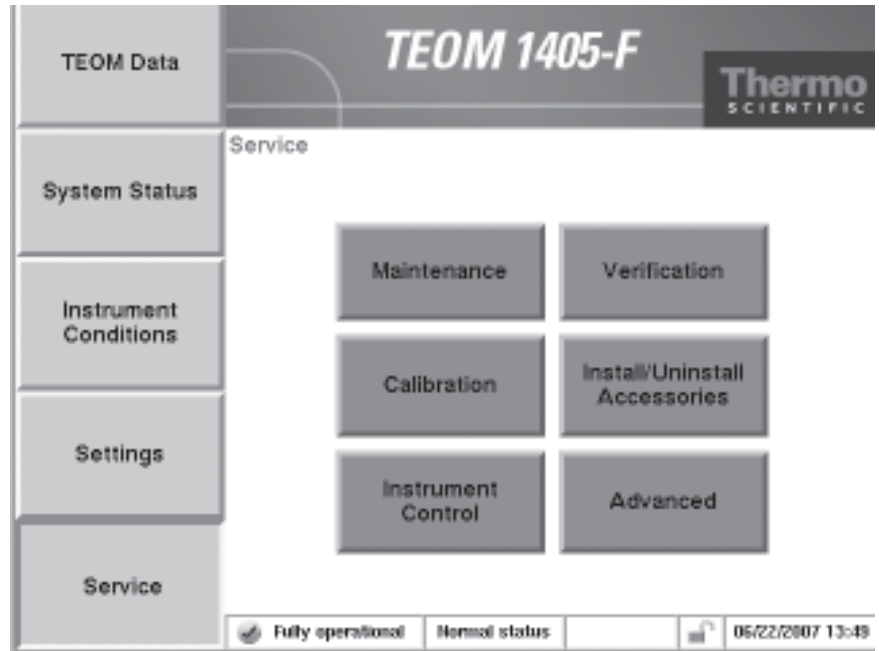 TEOM Data
TEOM 1405-F
Thermo
SCIENTIFIC
Service
System Status
Instrument
Conditions
Settings
Service
Maintenance
Verification
Calibration
Install/Uninstall
Accessories
Instrument
Control
Advanced
Fully operational
Normal status
06/22/2007 13:49